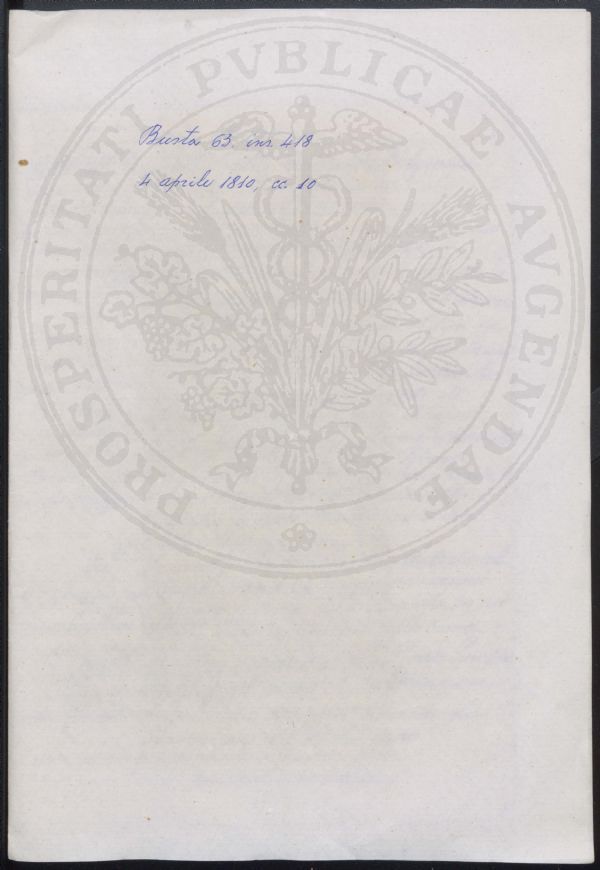 PROSPERITATI PVBLICAE AVGENDAE
Busta 63. ins. 418
4 aprile 1810, cc. 10